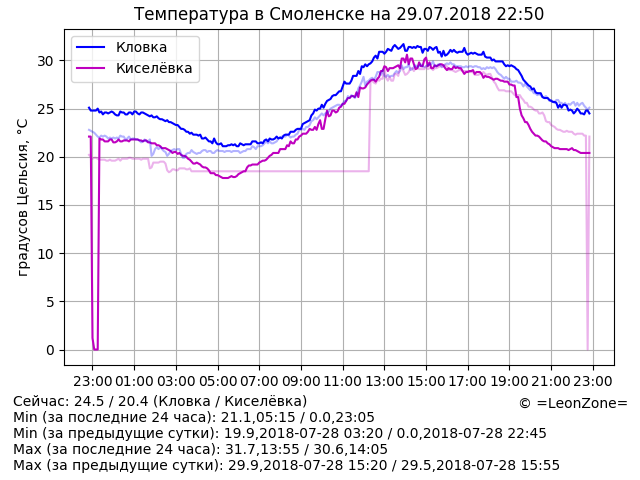 Температура в Смоленске на 29.07.2018 22:50
Кловка
Киселёвка
градусов Цельсия, °C
30
25
20
15
10
5
0
23:00 01:00 03:00 05:00 07:00 09:00 11:00 13:00 15:00 17:00 19:00 21:00 23:00
Сейчас: 24.5 / 20.4 (Кловка / Киселёвка)
© =LeonZone=
Min (за последние 24 часа): 21.1,05:15 / 0.0,23:05
Min (за предыдущие сутки): 19.9,2018-07-28 03:20 / 0.0,2018-07-28 22:45
Max (за последние 24 часа): 31.7,13:55 / 30.6,14:05
Max (за предыдущие сутки): 29.9,2018-07-28 15:20 / 29.5,2018-07-28 15:55